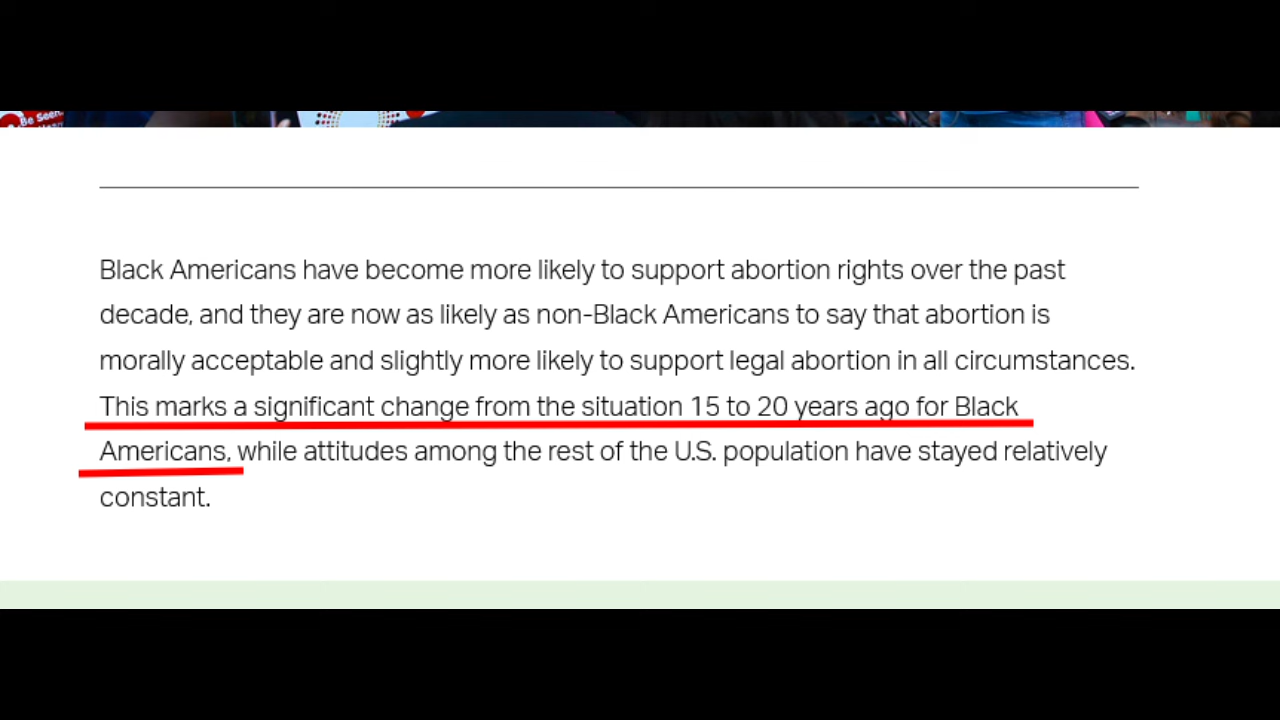 Be Seen.
Black Americans have become more likely to support abortion rights over the past
decade, and they are now as likely as non-Black Americans to say that abortion is
morally acceptable and slightly more likely to support legal abortion in all circumstances.
This marks a significant change from the situation 15 to 20 years ago for Black
Americans, while attitudes among the rest of the U.S. population have stayed relatively
constant.